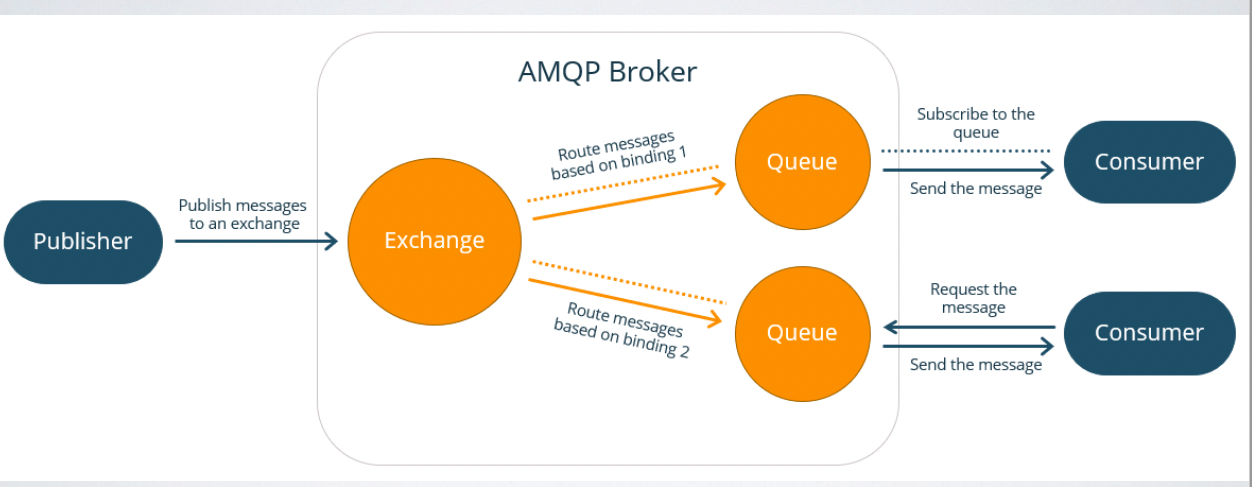 AMQP Broker
Publisher
Publish messages
to an exchange
Exchange
Route messages
based on binding 1
Route messages
based on binding 2
Queue
Queue
Subscribe to the
queue
Send the message
Consumer
Request the
message
Send the message
Consumer